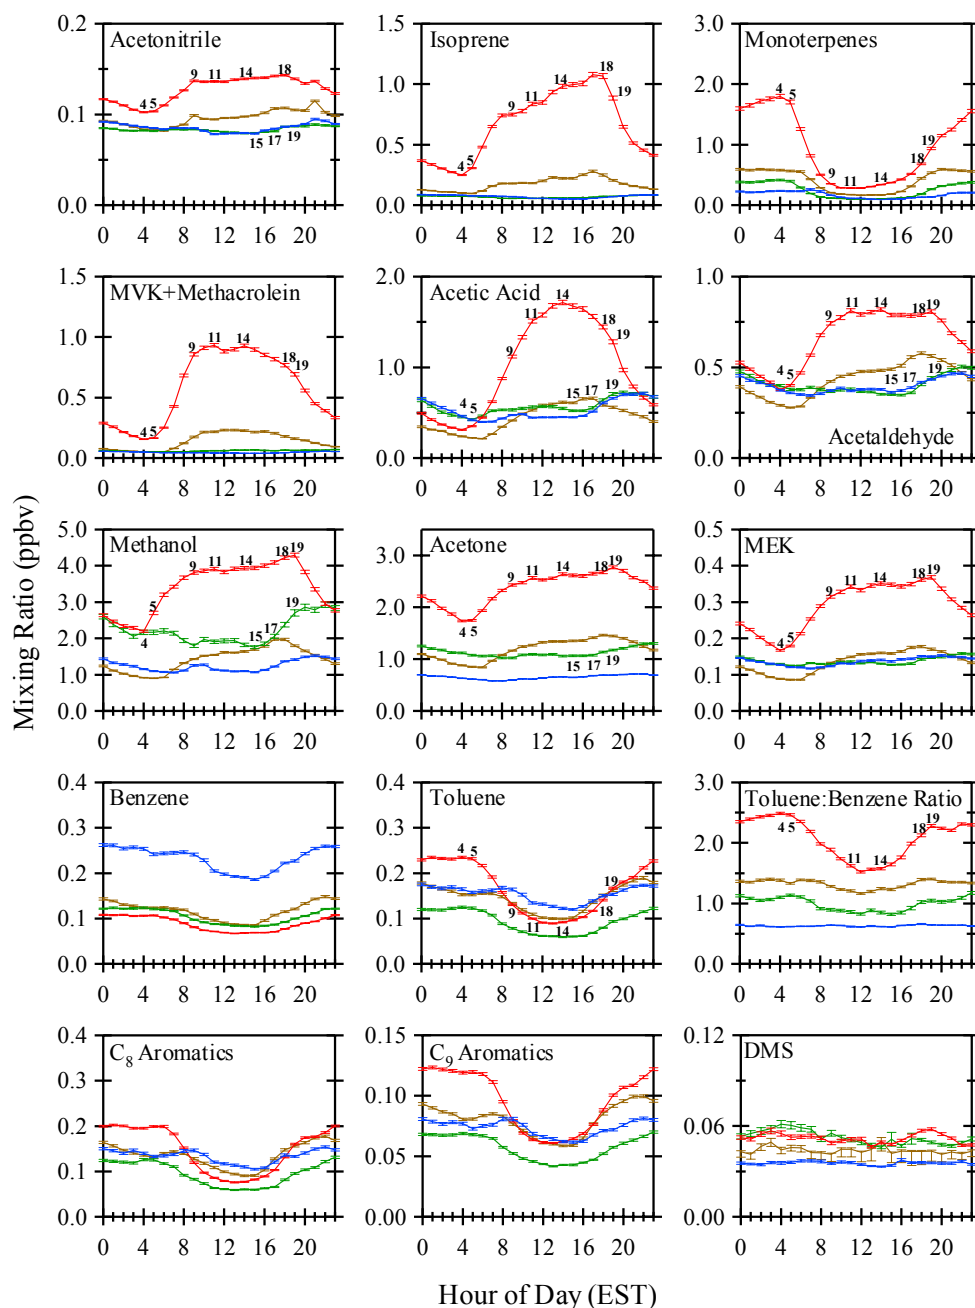 Acetonitrile
0.2
0.1
0.0
4 5 9 11 14 18
15 17 19
0 4 8 12 16 20
Isoprene
1.5
1.0
0.5
0.0
4 5 9 11 14 18 19
0 4 8 12 16 20
Monoterpenes
3.0
2.0
1.0
0.0
4 5 9 11 14 18 19
0 4 8 12 16 20
MVK+Methacrolein
1.5
1.0
0.5
0.0
4 5 9 11 14 18 19
0 4 8 12 16 20
Acetic Acid
2.0
1.5
1.0
0.5
0.0
4 5 9 11 14 18 19
15 17 19
0 4 8 12 16 20
Acetaldehyde
1.0
0.5
0.0
4 5 9 11 14 18 19
15 17 19
0 4 8 12 16 20
Mixing Ratio (ppbv)
Methanol
5.0
4.0
3.0
2.0
1.0
0.0
4 5 9 11 14 18 19
15 17 19
0 4 8 12 16 20
Acetone
3.0
2.0
1.0
0.0
4 5 9 11 14 18 19
15 17 19
0 4 8 12 16 20
MEK
0.5
0.4
0.3
0.2
0.1
0.0
4 5 9 11 14 18 19
0 4 8 12 16 20
Benzene
0.4
0.3
0.2
0.1
0.0
0 4 8 12 16 20
Toluene
0.4
0.3
0.2
0.1
0.0
4 5 9 11 14 18 19
0 4 8 12 16 20
Toluene:Benzene Ratio
3.0
2.0
1.0
0.0
4 5 11 14 18 19
0 4 8 12 16 20
C8 Aromatics
0.4
0.3
0.2
0.1
0.0
0 4 8 12 16 20
C9 Aromatics
0.15
0.10
0.05
0.00
0 4 8 12 16 20
DMS
0.12
0.06
0.00
0 4 8 12 16 20
Hour of Day (EST)